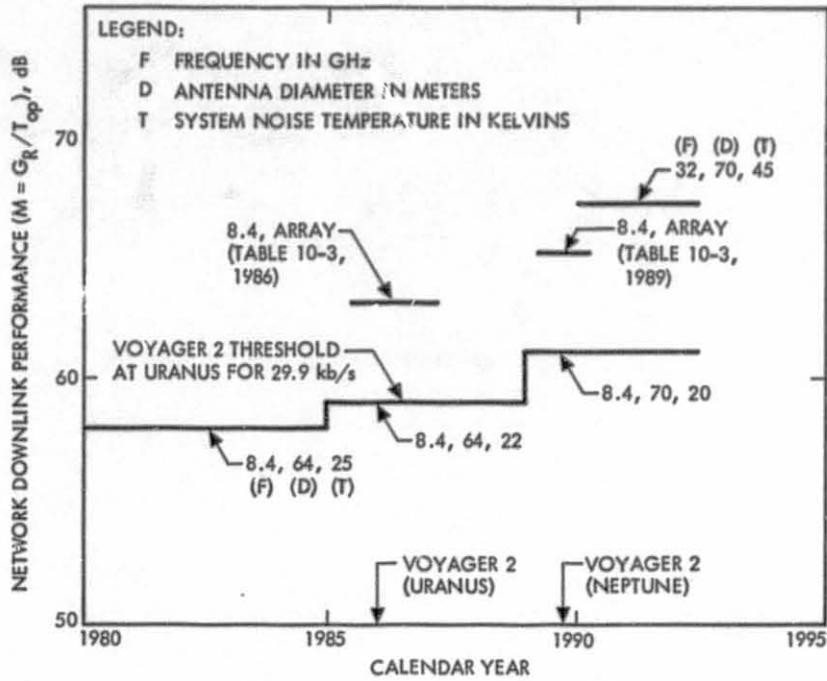 LEGEND:
F FREQUENCY IN GHz
D ANTENNA DIAMETER IN METERS
T SYSTEM NOISE TEMPERATURE IN KELVINS
NETWORK DOWNLINK PERFORMANCE (M = G_R/T_op), dB
70
60
50
(F) (D) (T)
32, 70, 45
8.4, ARRAY
(TABLE 10-3,
1986)
8.4, ARRAY
(TABLE 10-3,
1989)
VOYAGER 2 THRESHOLD
AT URANUS FOR 29.9 kb/s
8.4, 70, 20
8.4, 64, 22
8.4, 64, 25
(F) (D) (T)
VOYAGER 2
(URANUS)
VOYAGER 2
(NEPTUNE)
1980
1985
1990
1995
CALENDAR YEAR